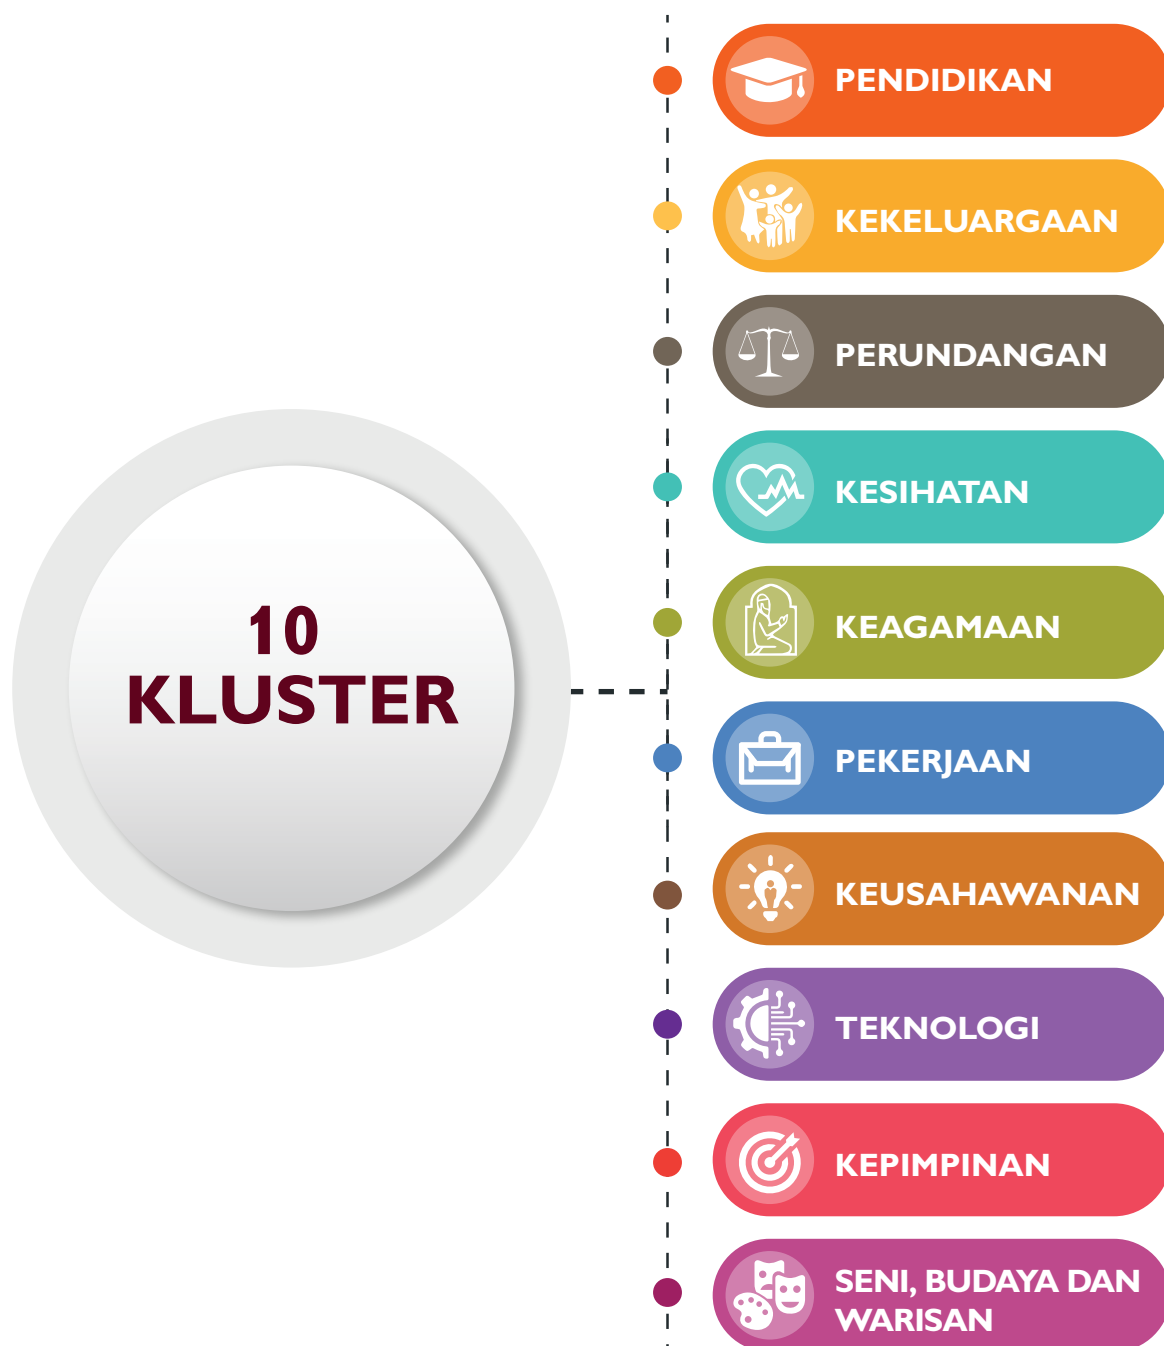 10
KLUSTER
PENDIDIKAN
KEKELUARGAAN
PERUNDANGAN
KESIHATAN
KEAGAMAAN
PEKERJAAN
KEUSAHAWANAN
TEKNOLOGI
KEPIMPINAN
SENI, BUDAYA DAN
WARISAN